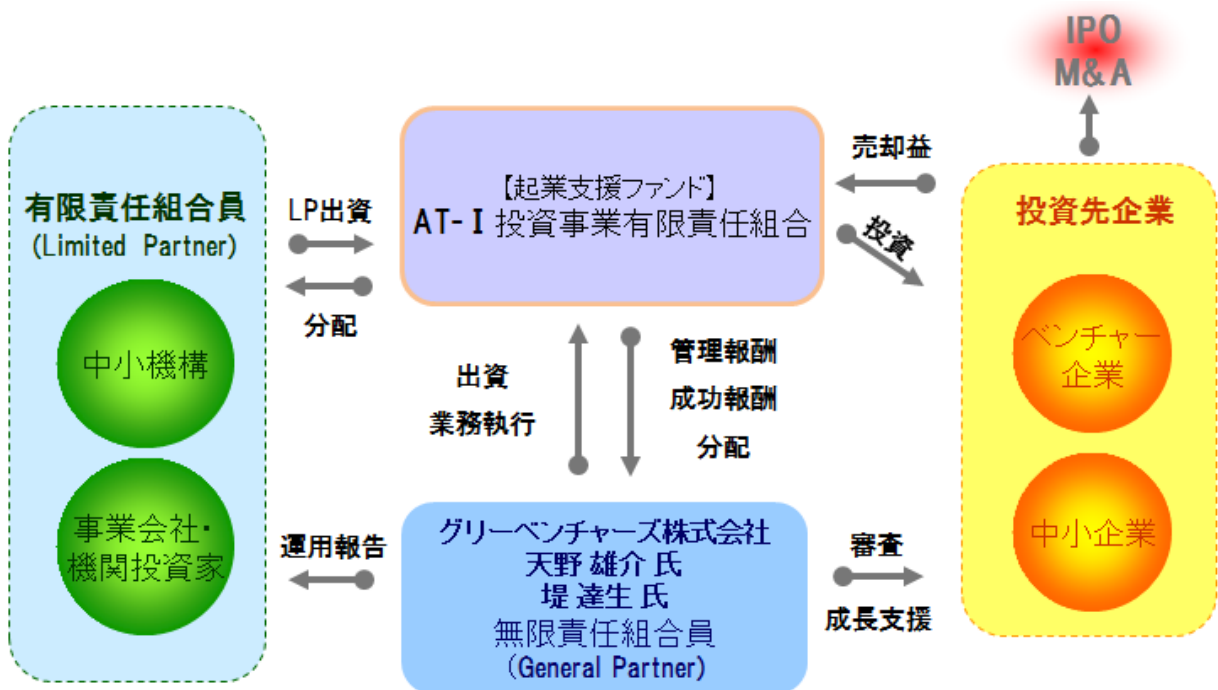 IPO
M&A
有限責任組合員
(Limited Partner)
中小機構
事業会社・
機関投資家
LP出資
分配
運用報告
【起業支援ファンド】
AT-Ⅰ 投資事業有限責任組合
出資
業務執行
管理報酬
成功報酬
分配
グリーベンチャーズ株式会社
天野 雄介 氏
堤 達生 氏
無限責任組合員
(General Partner)
売却益
投資
審査
成長支援
投資先企業
ベンチャー
企業
中小企業